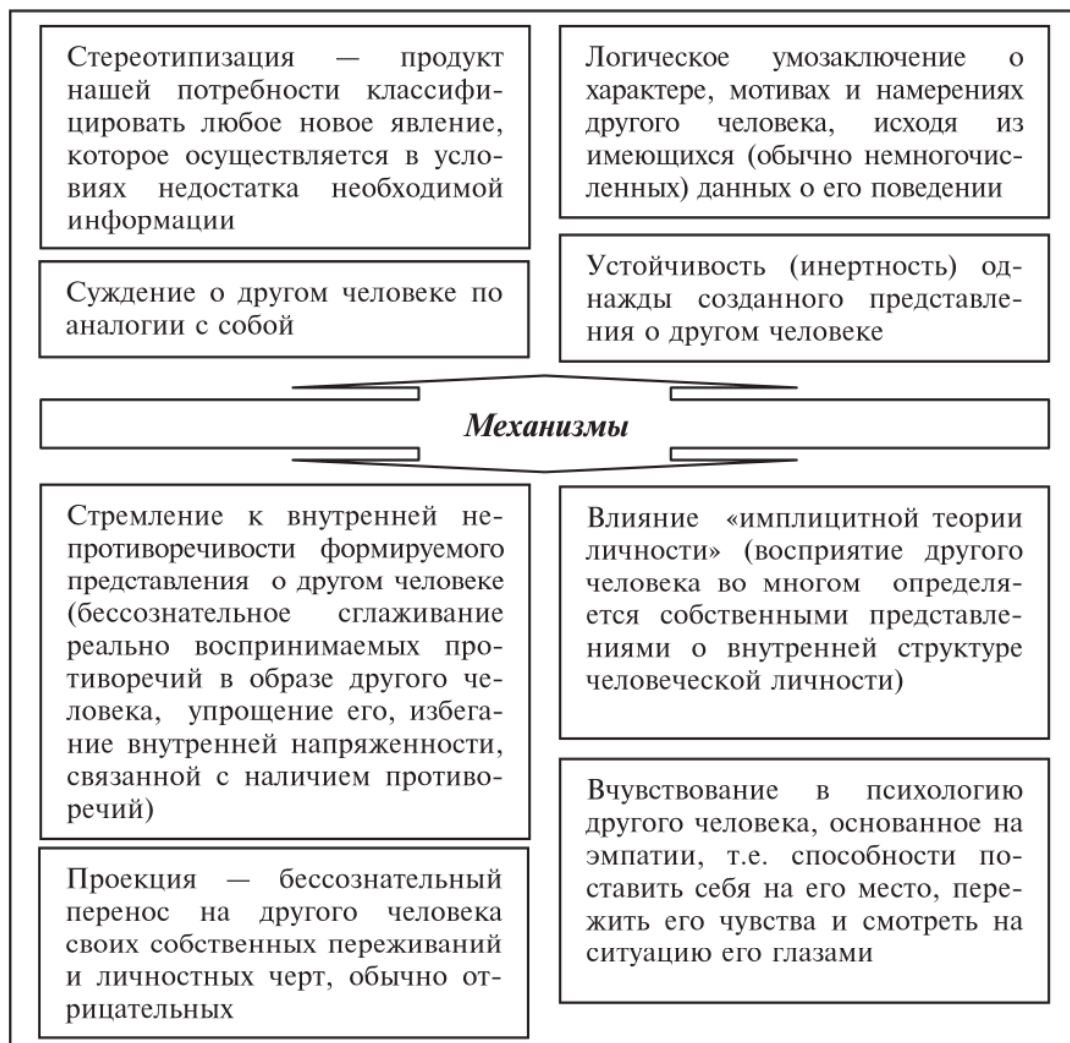 Стереотипизация — продукт
нашей потребности классифи-
цировать любое новое явление,
которое осуществляется в усло-
виях недостатка необходимой
информации
Суждение о другом человеке по
аналогии с собой
Логическое умозаключение о
характере, мотивах и намерениях
другого человека, исходя из
имеющихся (обычно немногочис-
ленных) данных о его поведении
Устойчивость (инертность) од-
нажды созданного представле-
ния о другом человеке
Механизмы
Стремление к внутренней не-
противоречивости формируемого
представления о другом человеке
(бессознательное сглаживание
реально воспринимаемых про-
тиворечий в образе другого че-
ловека, упрощение его, избега-
ние внутренней напряженности,
связанной с наличием противо-
речий)
Проекция — бессознательный
перенос на другого человека
своих собственных переживаний
и личностных черт, обычно от-
рицательных
Влияние «имплицитной теории
личности» (восприятие другого
человека во многом определя-
ется собственными представле-
ниями о внутренней структуре
человеческой личности)
Вчувствование в психологию
другого человека, основанное на
эмпатии, т.е. способности по-
ставить себя на его место, пере-
жить его чувства и смотреть на
ситуацию его глазами